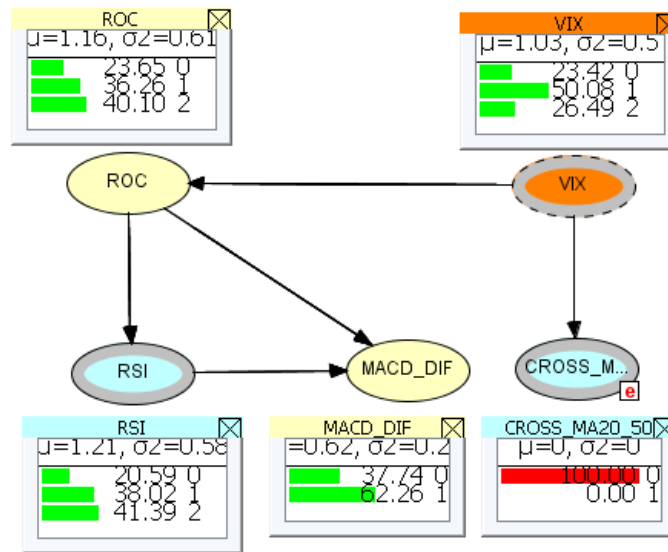 ROC
μ=1.16, σ2=0.61
23.65 0
36.26 1
40.10 2
VIX
μ=1.03, σ2=0.5
23.42 0
50.08 1
26.49 2
ROC
VIX
RSI
MACD_DIF
CROSS_M...
e
RSI
μ=1.21, σ2=0.58
20.59 0
38.02 1
41.39 2
MACD_DIF
=0.62, σ2=0.2
37.74 0
62.26 1
CROSS_MA20_50
μ=0, σ2=0
100.00 0
0.00 1